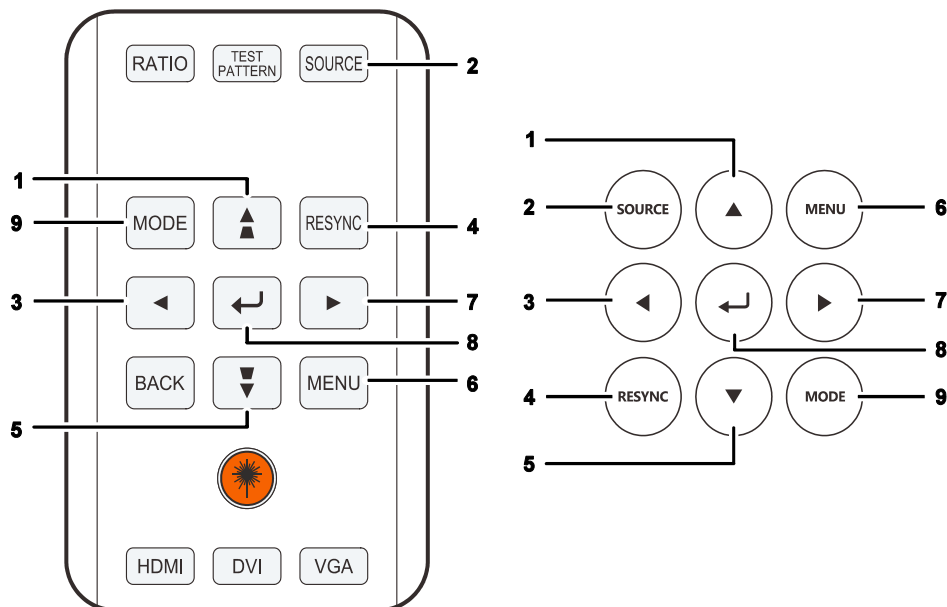 RATIO TEST PATTERN SOURCE 2
1 1
9 MODE RESYNC 4 2 SOURCE MENU 6
3 7 3 7
8 8
BACK MENU 6 4 RESYNC MODE 9
5 5
HDMI DVI VGA